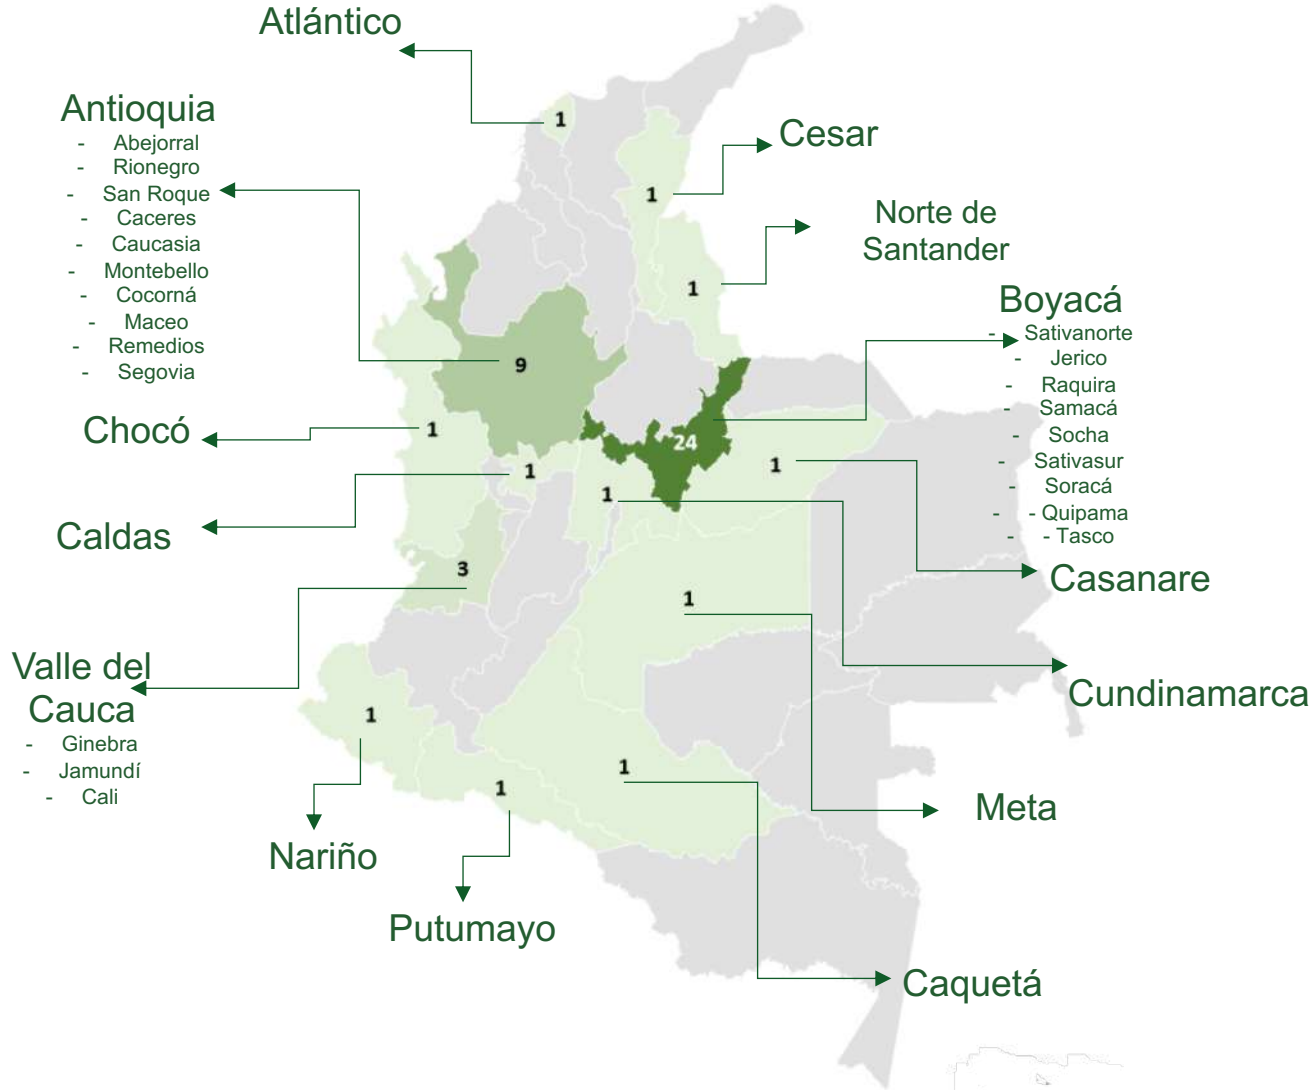 Atlántico
1
Antioquia
- Abejorral
- Rionegro
- San Roque
- Caceres
- Caucasia
- Montebello
- Cocorná
- Maceo
- Remedios
- Segovia
9
Cesar
1
Norte de
Santander
1
Boyacá
- Sativanorte
- Jerico
- Raquira
- Samacá
- Socha
- Sativasur
- Soracá
- - Quipama
- - Tasco
24
Chocó
1
Caldas
1
1
1
Casanare
3
1
Valle del
Cauca
- Ginebra
- Jamundí
- Cali
Cundinamarca
1
1
1
Nariño
Meta
Putumayo
Caquetá